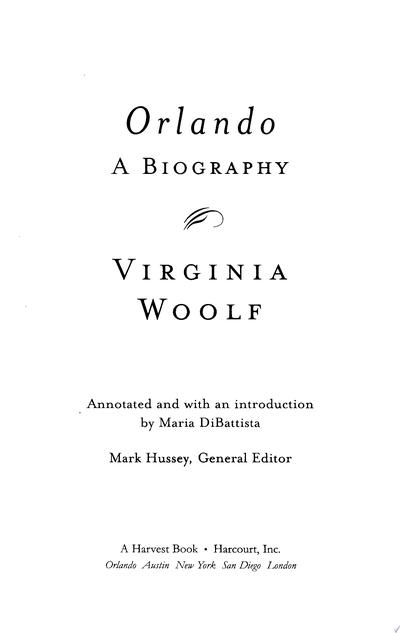 Orlando
A BIOGRAPHY
VIRGINIA
WOOLF
Annotated and with an introduction
by Maria DiBattista
Mark Hussey, General Editor
A Harvest Book • Harcourt, Inc.
Orlando Austin New York San Diego London